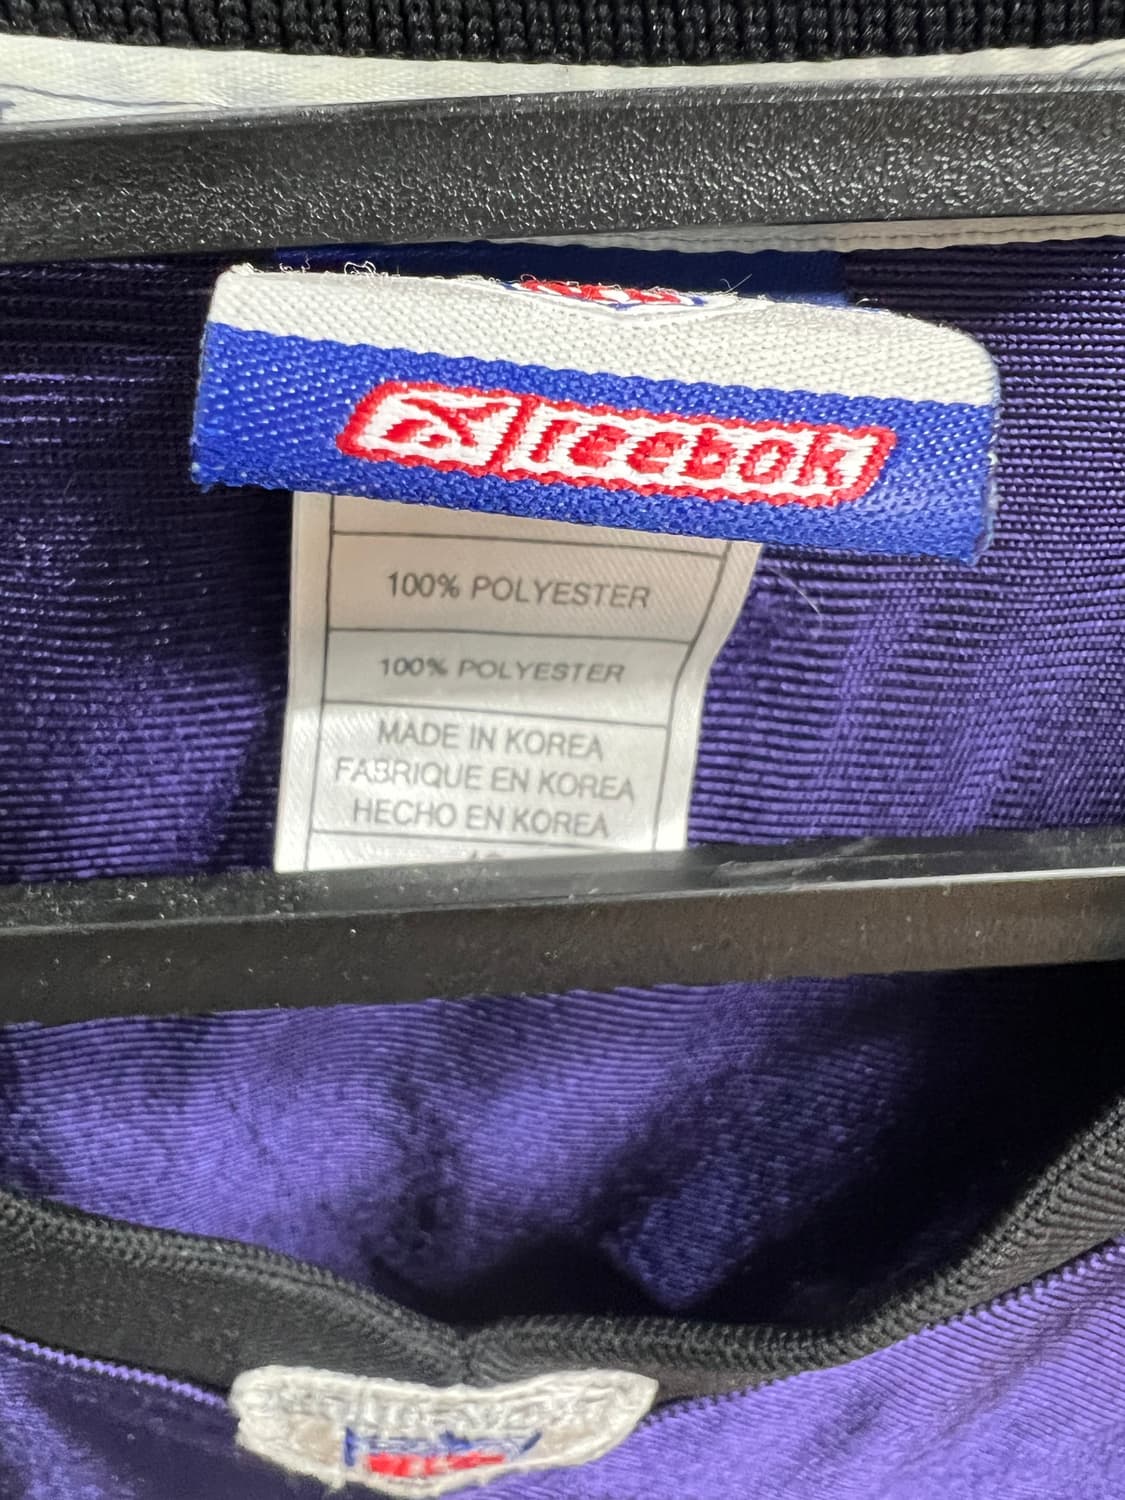 reebok
100% POLYESTER
100% POLYESTER
MADE IN KOREA
FABRIQUE EN KOREA
HECHO EN KOREA